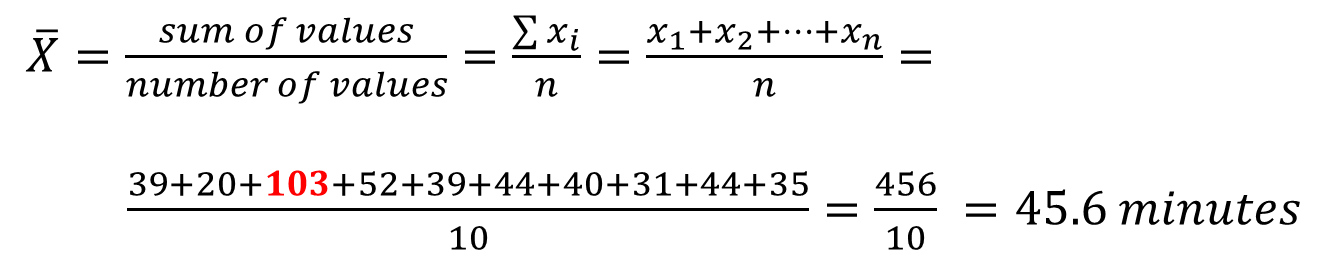 X̄ = sum of values / number of values = ∑ xᵢ / n = x₁+x₂+⋯+xₙ / n =
39+20+103+52+39+44+40+31+44+35 / 10 = 456 / 10 = 45.6 minutes